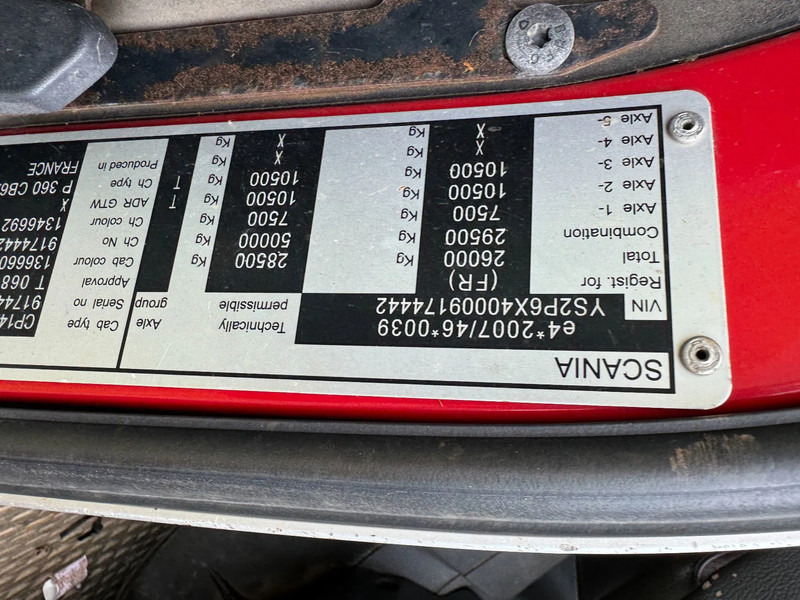 SCANIA
e4*2007/46*0039
VIN YS2P6X40009174442
Technically permissible Axle group
Regist. for (FR)
Total 26000 Kg 28500 Kg
Combination 29500 Kg 50000 Kg
Axle 1- 7500 Kg 7500 Kg
Axle 2- 10500 Kg 10500 Kg T
Axle 3- 10500 Kg 10500 Kg T
Axle 4- X Kg X Kg
Axle 5- X Kg X Kg
Cab type CP14
Serial no 9174
Approval T 068
Cab colour 13660
Ch No 9174442
Ch colour 1346692
ADR GTW X
Ch type P 360 CB6
Produced in FRANCE